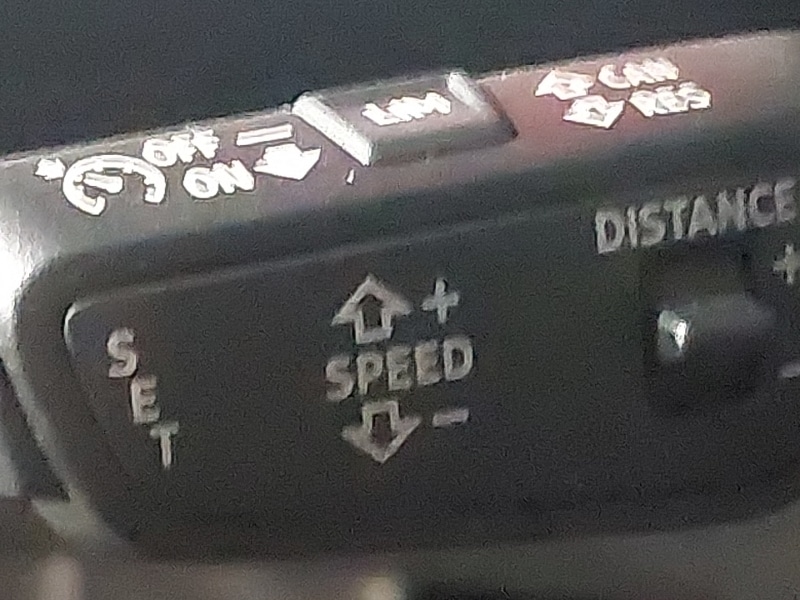 OFF
ON
LIM
CAN
RES
DISTANCE
+
-
SET
+
SPEED
-